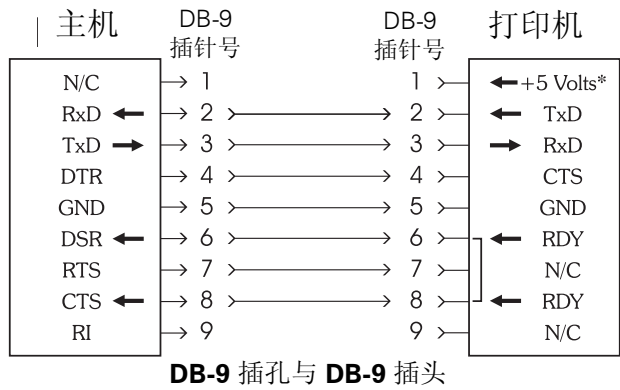 主机 DB-9 DB-9 打印机
插针号 插针号
N/C 1 1 +5 Volts*
RxD 2 2 TxD
TxD 3 3 RxD
DTR 4 4 CTS
GND 5 5 GND
DSR 6 6 RDY
RTS 7 7 N/C
CTS 8 8 RDY
RI 9 9 N/C
DB-9 插孔与 DB-9 插头